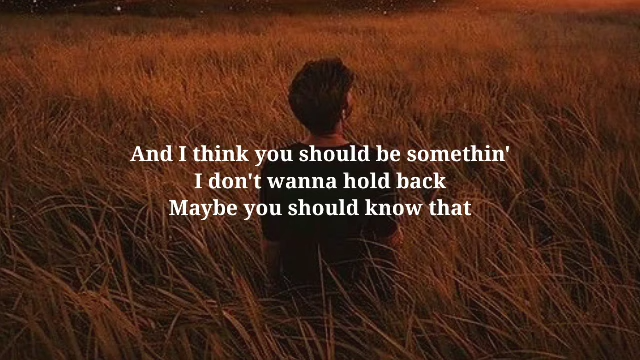 And I think you should be somethin'
I don't wanna hold back
Maybe you should know that